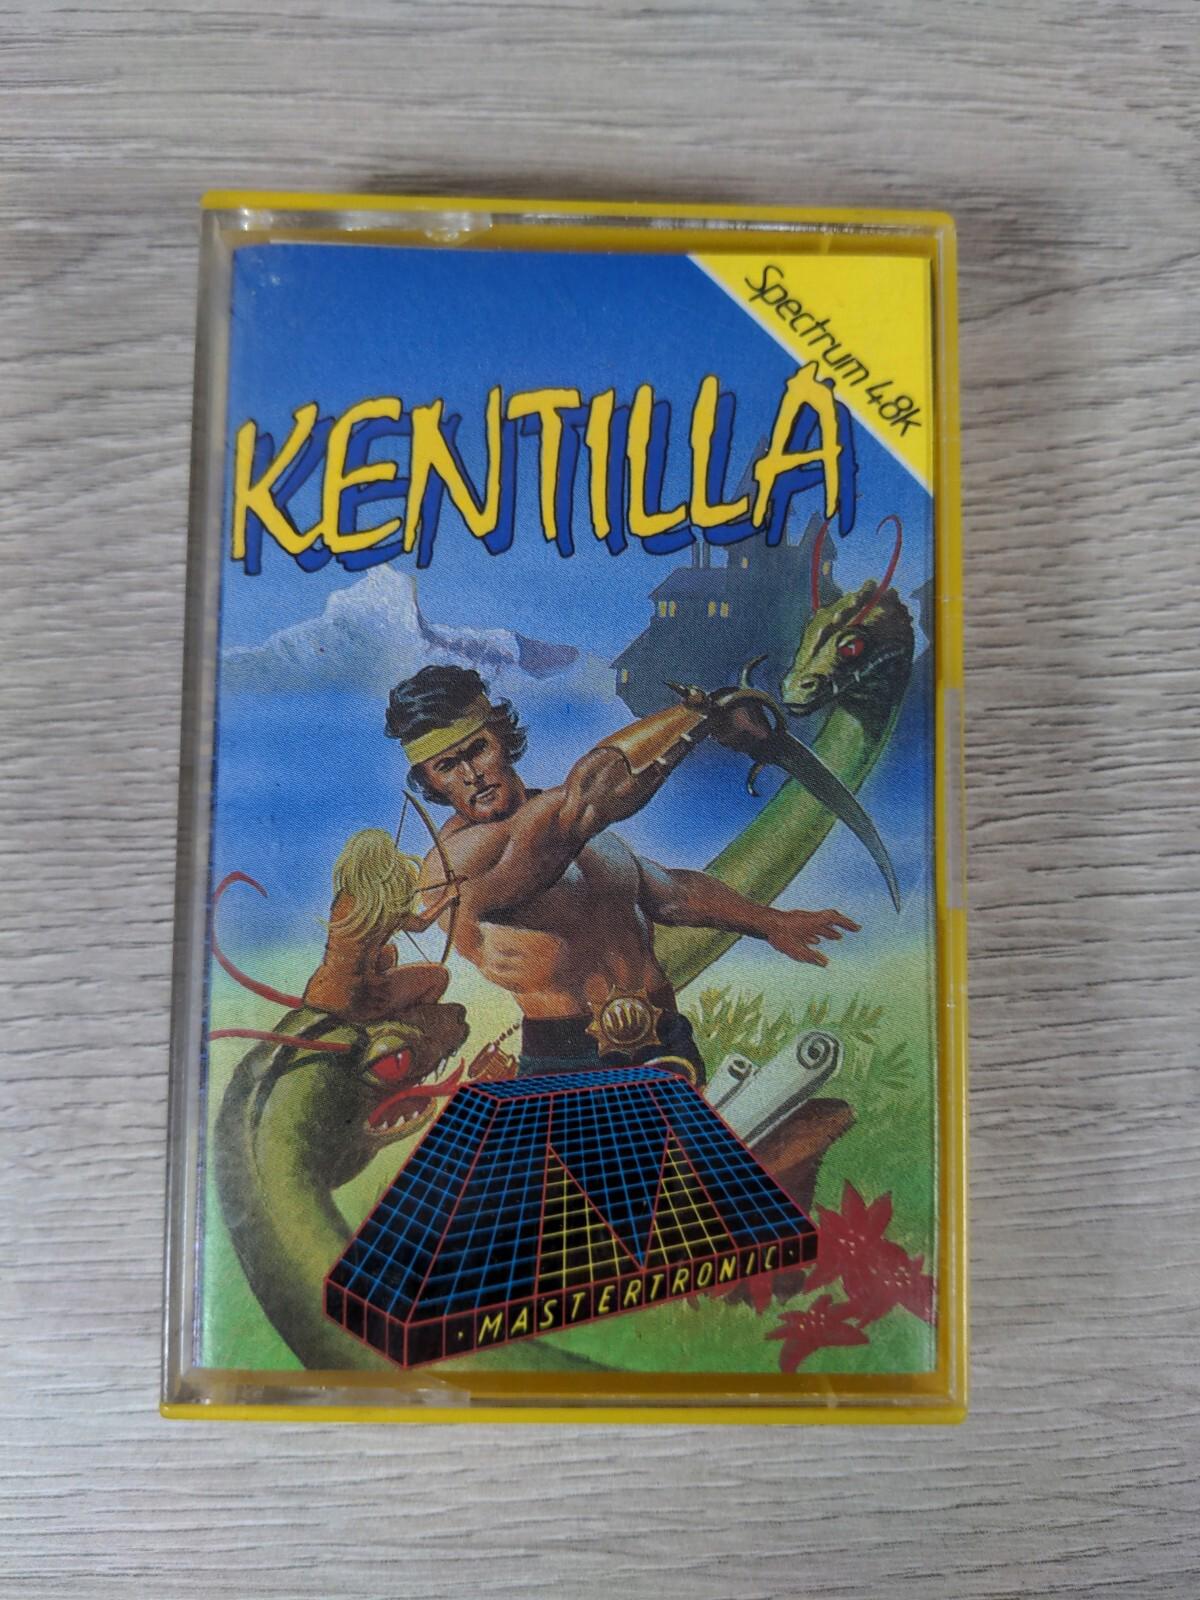 Spectrum 48k
KENTILLA
· MASTERTRONIC ·